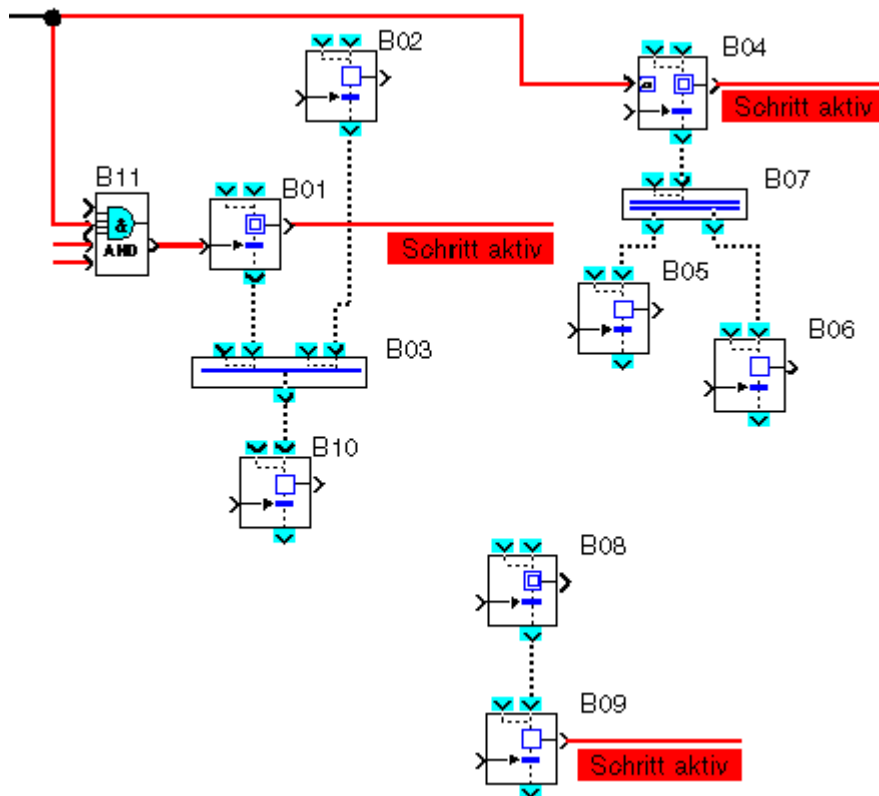 B02
B04
Schritt aktiv
B11
B01
B07
&
AND
Schritt aktiv
B05
B03
B06
B10
B08
B09
Schritt aktiv